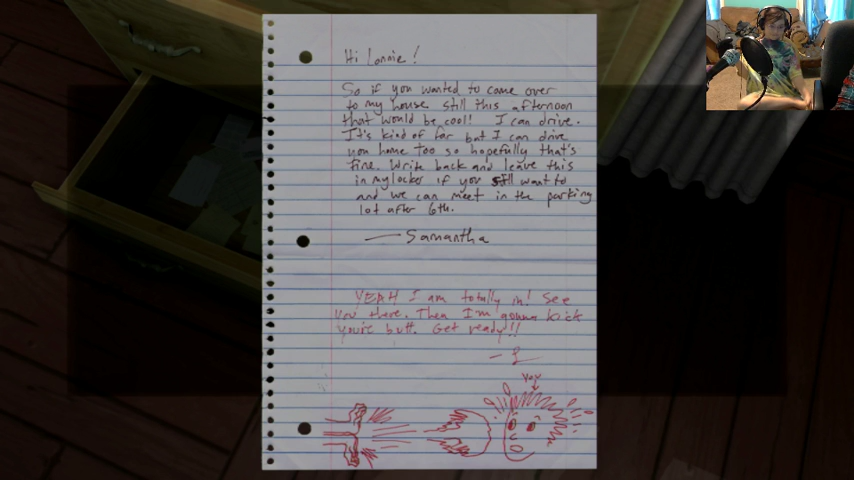 Hi Lonnie!
So if you wanted to come over
to my house still this afternoon
that would be cool! I can drive.
It's kind of far but I can drive
you home too so hopefully that's
fine. Write back and leave this
in my locker if you still want to
and we can meet in the parking
lot after 6th.
— Samantha
YEAH I am totally in! See
you there. Then I'm gonna kick
you're butt. Get ready!!
- L
YOU